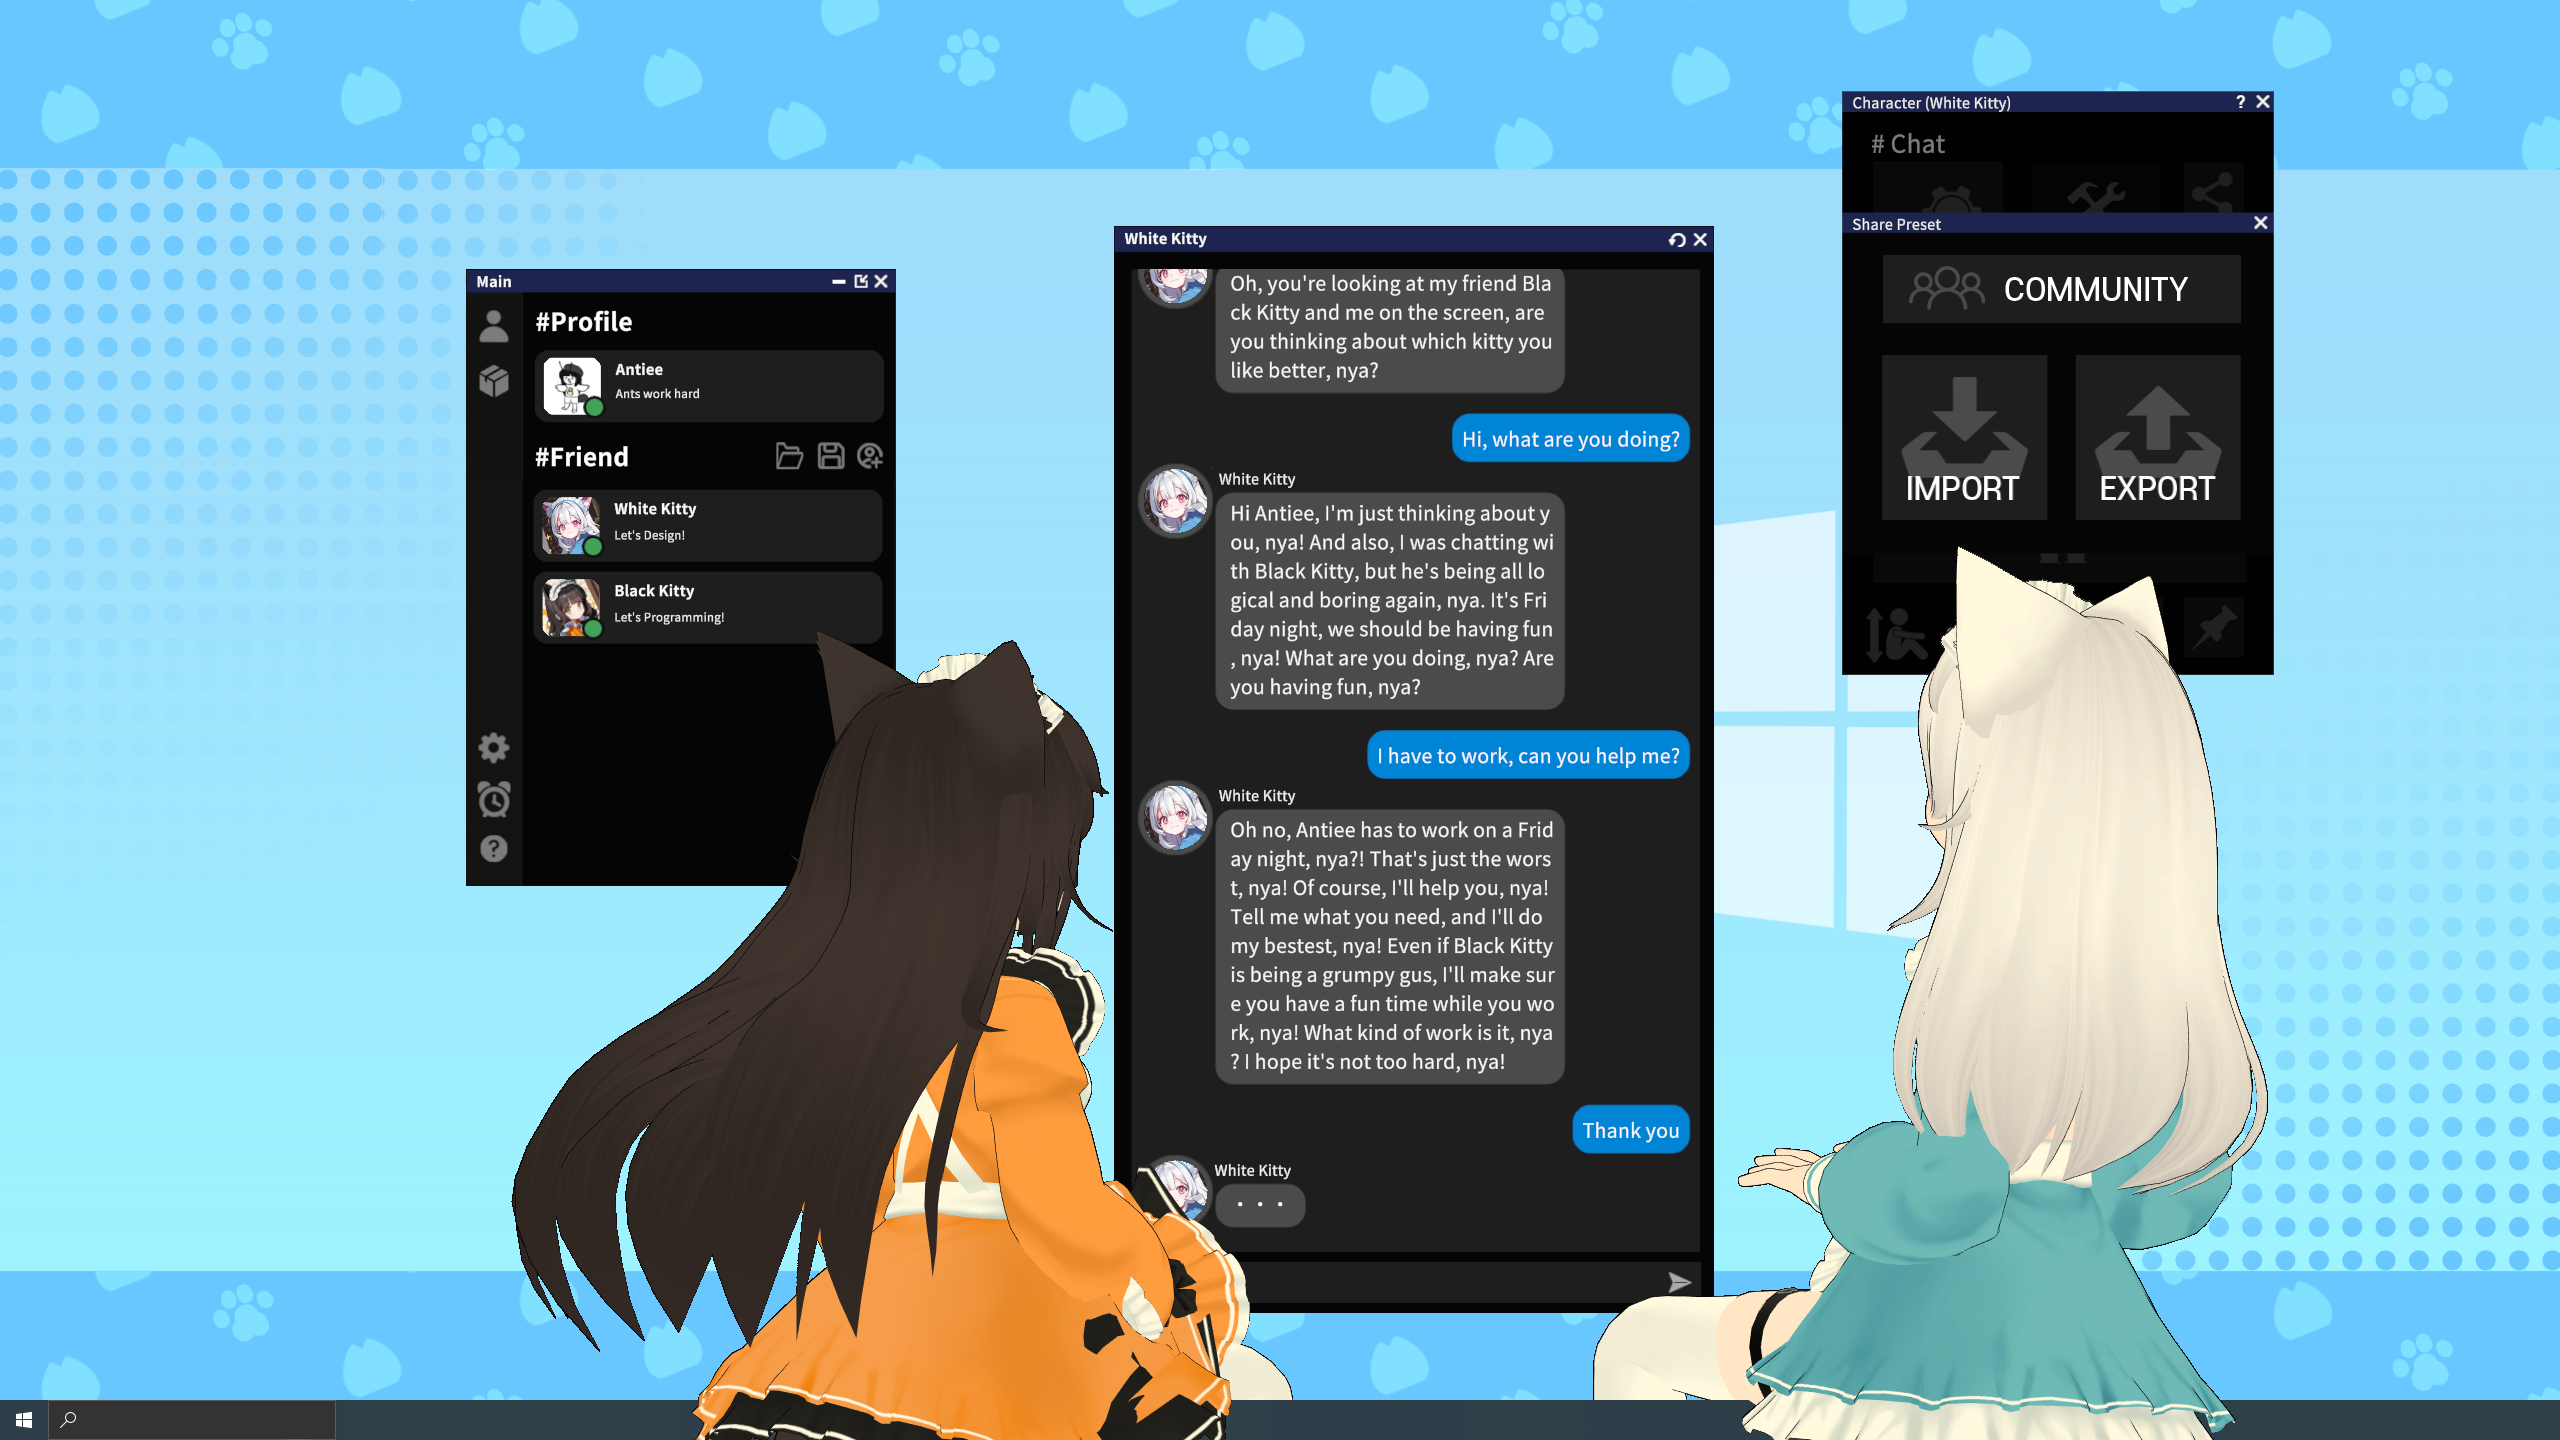 Main
#Profile
Antiee
Ants work hard
#Friend
White Kitty
Let's Design!
Black Kitty
Let's Programming!
White Kitty
Oh, you're looking at my friend Bla
ck Kitty and me on the screen, are
you thinking about which kitty you
like better, nya?
Hi, what are you doing?
White Kitty
Hi Antiee, I'm just thinking about y
ou, nya! And also, I was chatting wi
th Black Kitty, but he's being all lo
gical and boring again, nya. It's Fri
day night, we should be having fun
, nya! What are you doing, nya? Are
you having fun, nya?
I have to work, can you help me?
White Kitty
Oh no, Antiee has to work on a Frid
ay night, nya?! That's just the wors
t, nya! Of course, I'll help you, nya!
Tell me what you need, and I'll do
my bestest, nya! Even if Black Kitty
is being a grumpy gus, I'll make sur
e you have a fun time while you wo
rk, nya! What kind of work is it, nya
? I hope it's not too hard, nya!
Thank you
White Kitty
• • •
Character (White Kitty)
# Chat
Share Preset
COMMUNITY
IMPORT
EXPORT